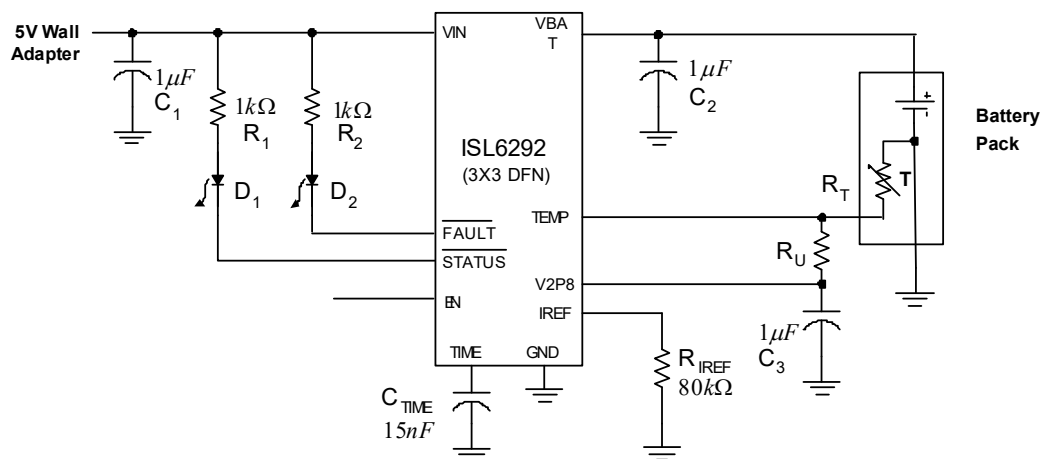 5V Wall
Adapter
VIN
VBA
T
1μF
C1
1kΩ
R1
1kΩ
R2
1μF
C2
+
-
Battery
Pack
ISL6292
(3X3 DFN)
D1
D2
RT
T
TEMP
FAULT
STATUS
RU
V2P8
EN
IREF
1μF
C3
TIME
GND
RIREF
80kΩ
CTIME
15nF